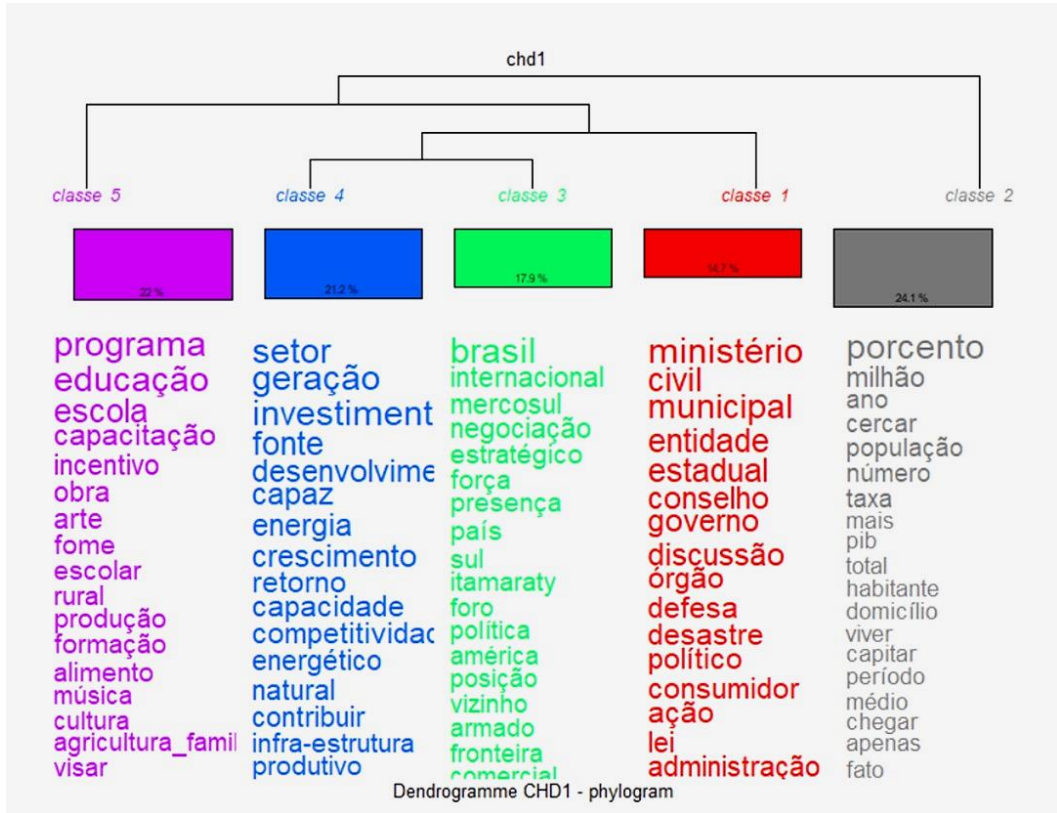 chd1
classe 5
classe 4
classe 3
classe 1
classe 2
22 %
21.2 %
17.9 %
14.7 %
24.1 %
programa
educação
escola
capacitação
incentivo
obra
arte
fome
escolar
rural
produção
formação
alimento
música
cultura
agricultura_famil
visar
setor
geração
investiment
fonte
desenvolvime
capaz
energia
crescimento
retorno
capacidade
competitividac
energético
natural
contribuir
infra-estrutura
produtivo
brasil
internacional
mercosul
negociação
estratégico
força
presença
país
sul
itamaraty
foro
política
américa
posição
vizinho
armado
fronteira
comercial
ministério
civil
municipal
entidade
estadual
conselho
governo
discussão
órgão
defesa
desastre
político
consumidor
ação
lei
administração
porcento
milhão
ano
cercar
população
número
taxa
mais
pib
total
habitante
domicílio
viver
capitar
período
médio
chegar
apenas
fato
Dendrogramme CHD1 - phylogram